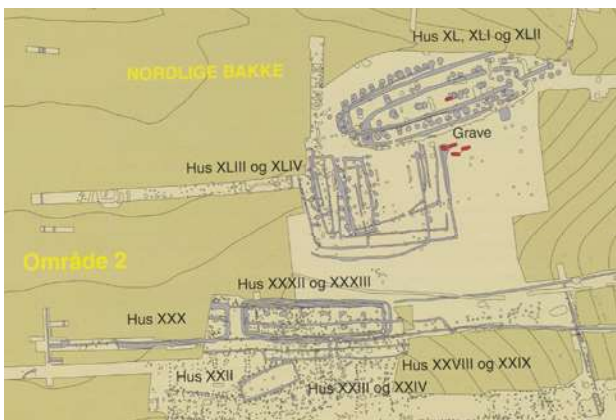 Hus XL, XLI og XLII
NORDLIGE BAKKE
Grave
Hus XLIII og XLIV
Område 2
Hus XXXII og XXXIII
Hus XXX
Hus XXVIII og XXIX
Hus XXII
Hus XXIII og XXIV